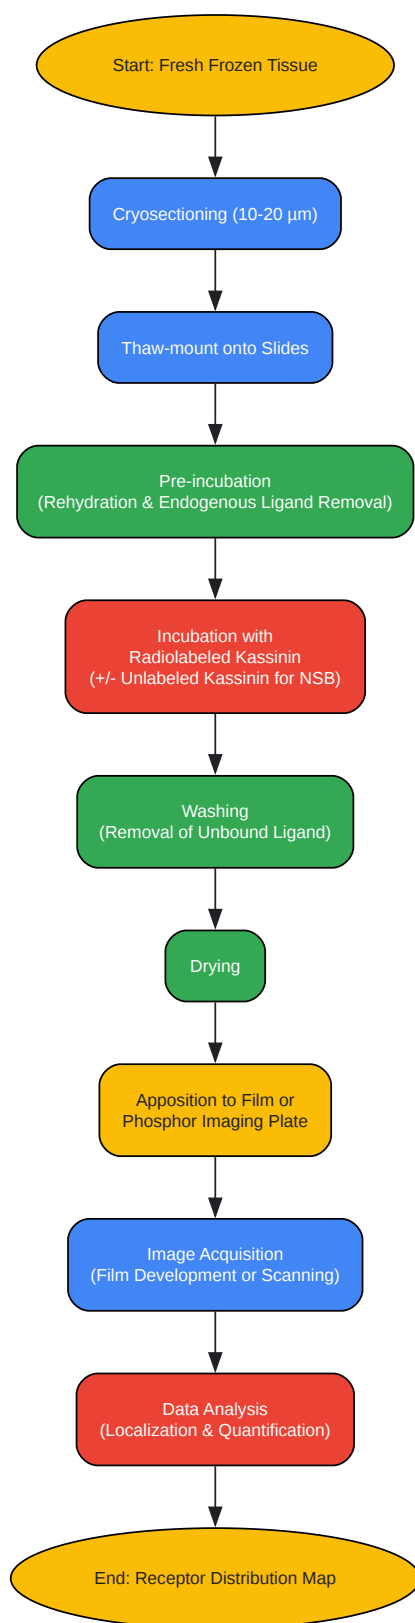 Start: Fresh Frozen Tissue
Cryosectioning (10-20 µm)
Thaw-mount onto Slides
Pre-incubation
(Rehydration & Endogenous Ligand Removal)
Incubation with
Radiolabeled Kassinin
(+/- Unlabeled Kassinin for NSB)
Washing
(Removal of Unbound Ligand)
Drying
Apposition to Film or
Phosphor Imaging Plate
Image Acquisition
(Film Development or Scanning)
Data Analysis
(Localization & Quantification)
End: Receptor Distribution Map